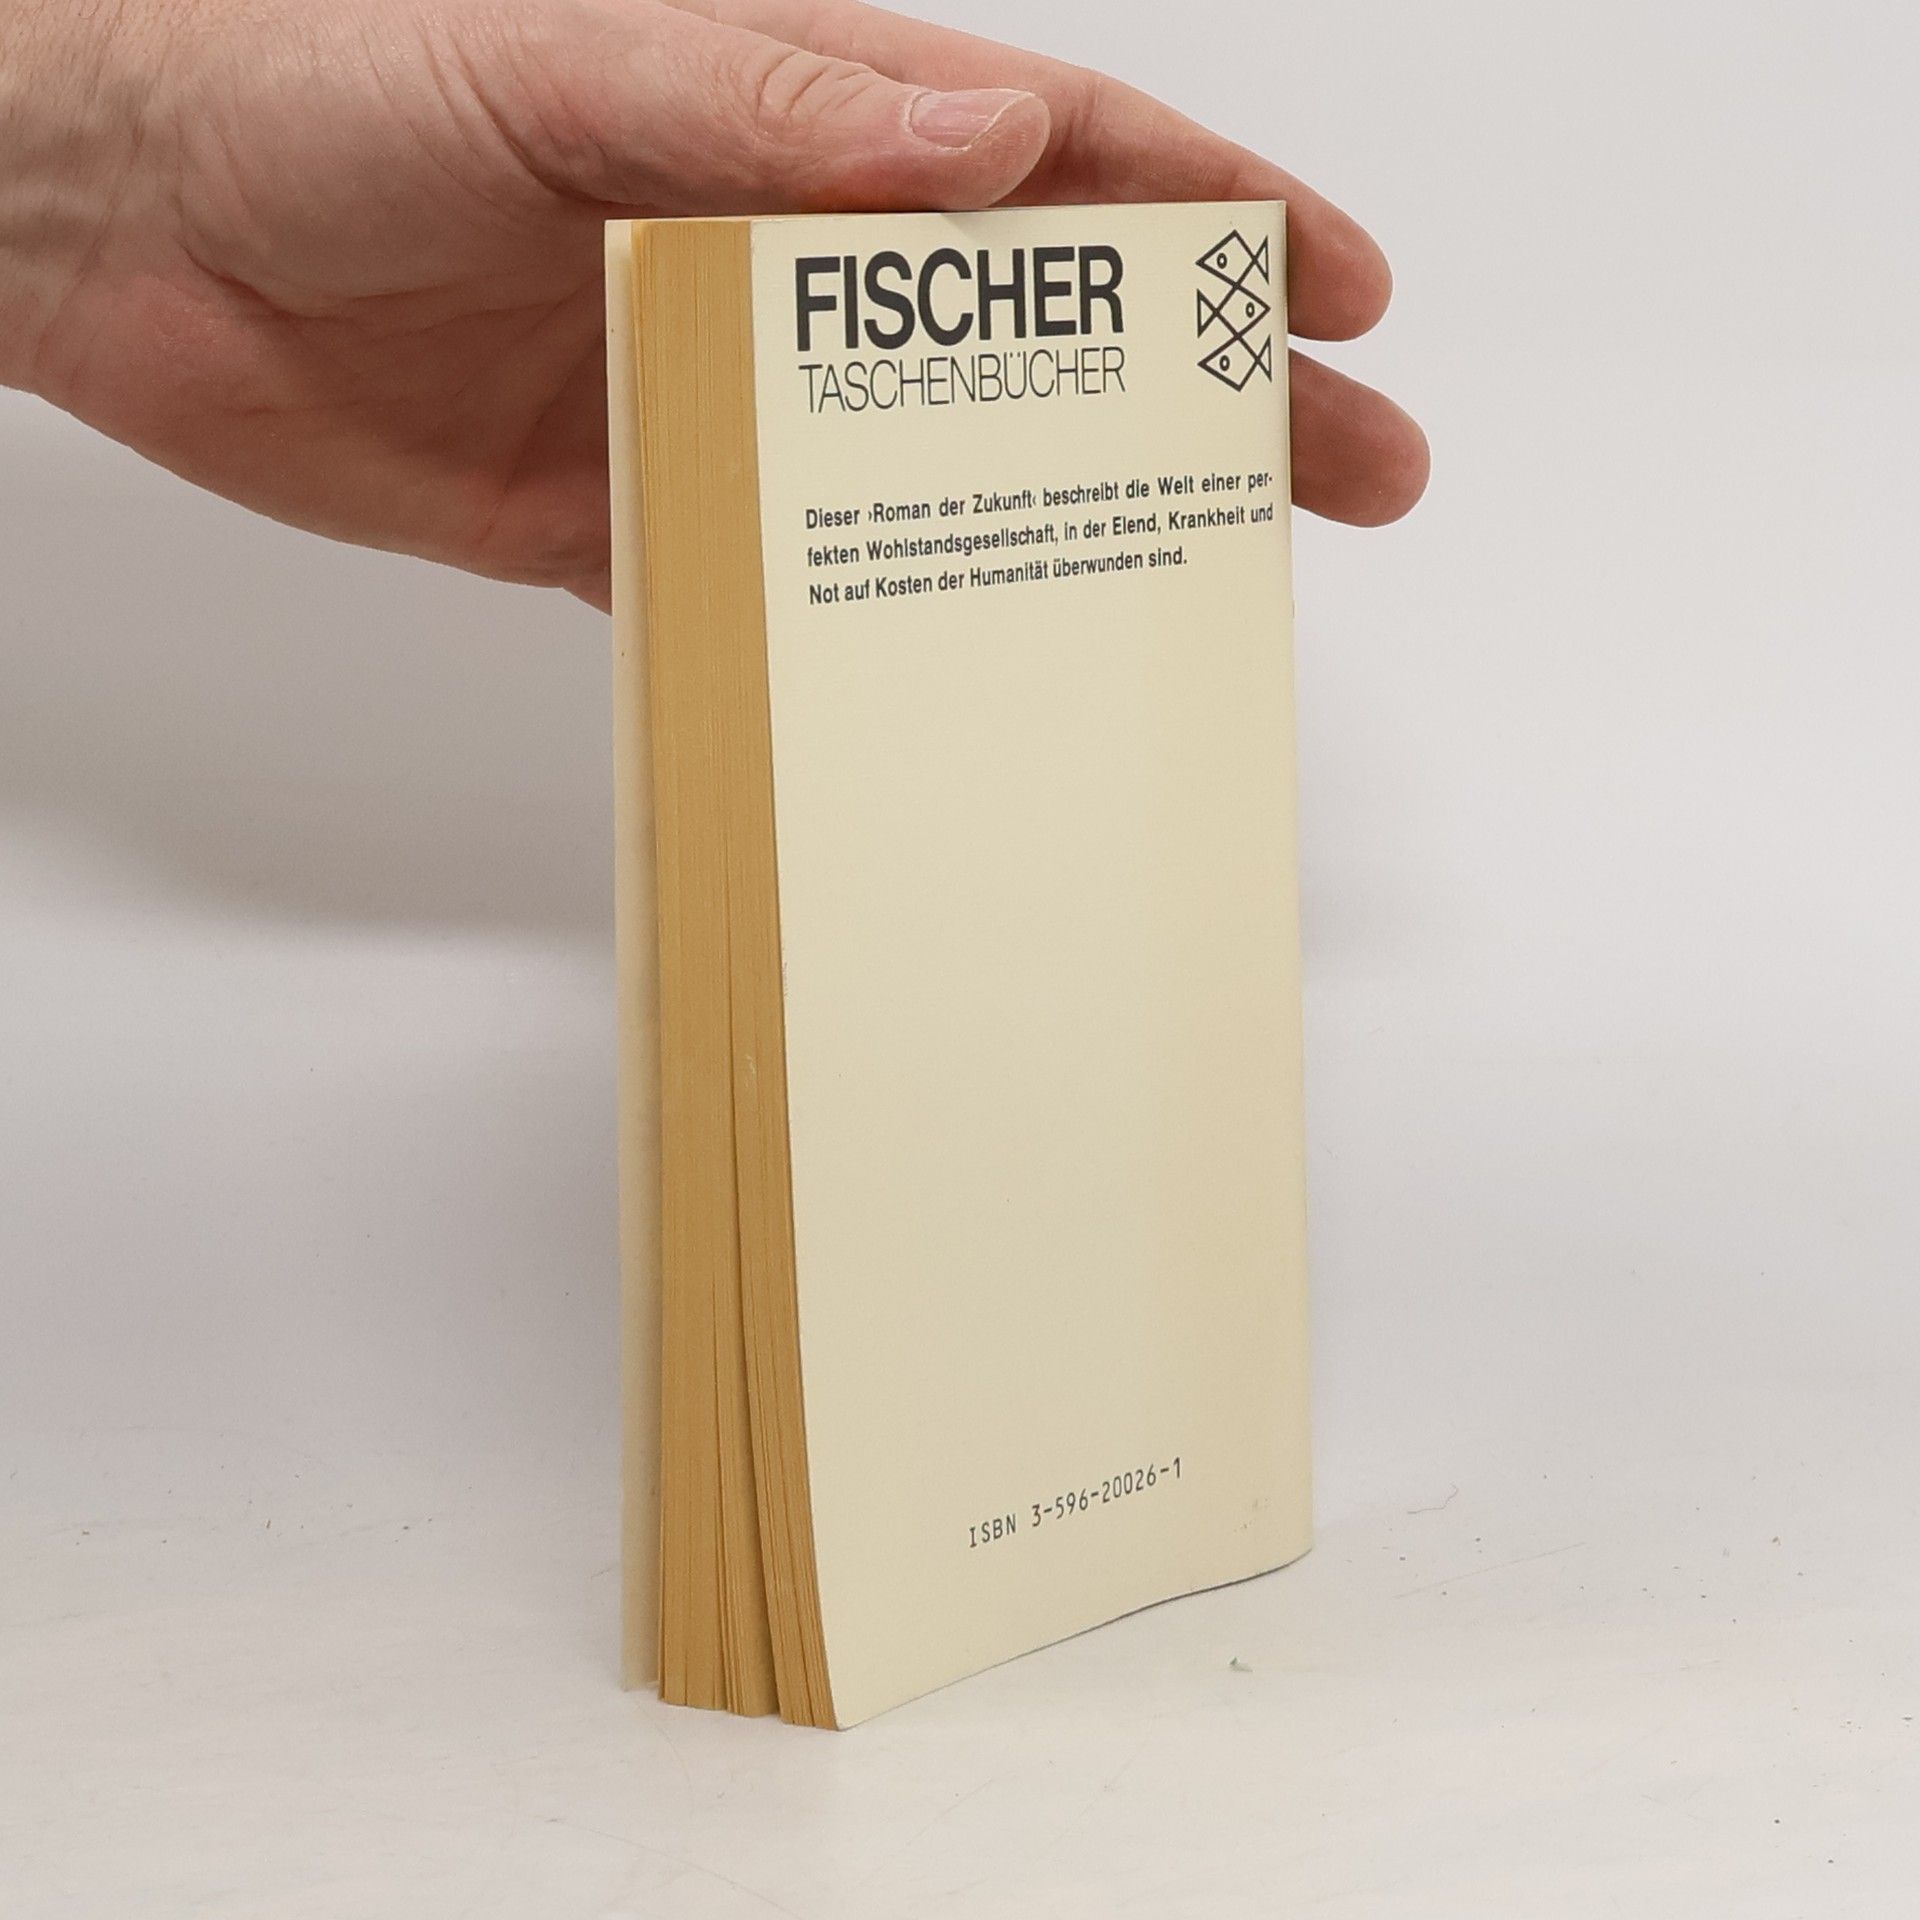 FISCHER
TASCHENBÜCHER
Dieser ›Roman der Zukunft‹ beschreibt die Welt einer per-
fekten Wohlstandsgesellschaft, in der Elend, Krankheit und
Not auf Kosten der Humanität überwunden sind.
ISBN 3-596-20026-1